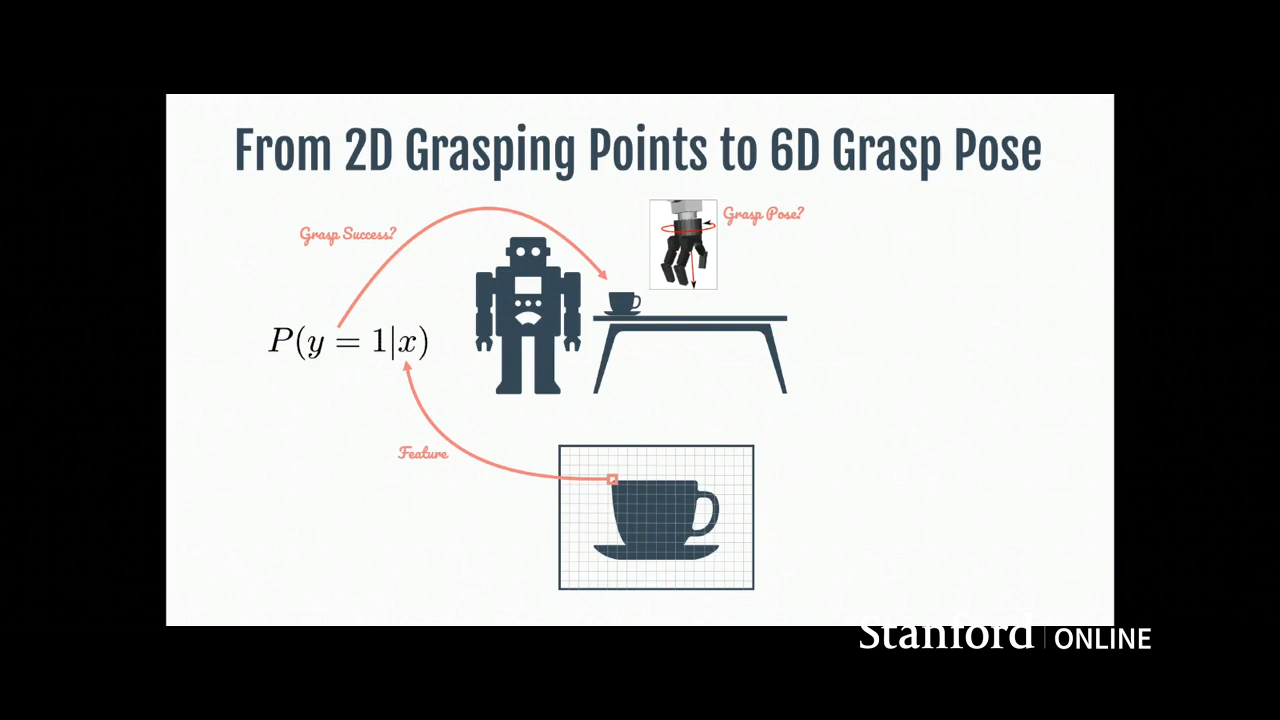 From 2D Grasping Points to 6D Grasp Pose
Grasp Success?
Grasp Pose?
P(y = 1|x)
Feature
Stanford | ONLINE